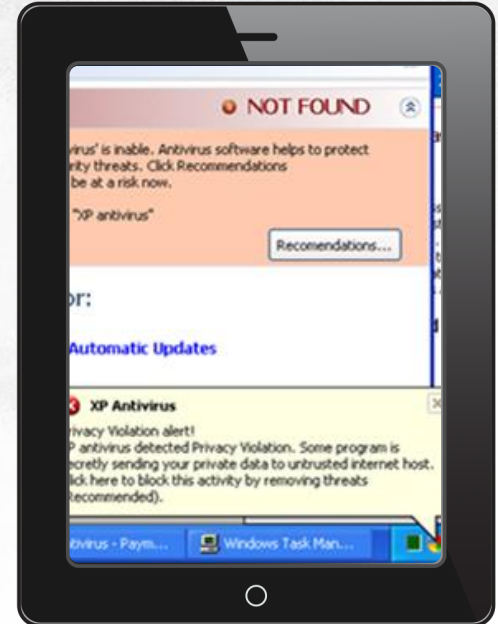 NOT FOUND
virus' is inable. Antivirus software helps to protect
rity threats. Click Recommendations
be at a risk now.
"XP antivirus"
Recomendations...
or:
Automatic Updates
XP Antivirus
rivacy Violation alert!
P antivirus detected Privacy Violation. Some program is
ecretly sending your private data to untrusted internet host.
lick here to block this activity by removing threats
Recommended).
tivirus - Paym...
Windows Task Man...